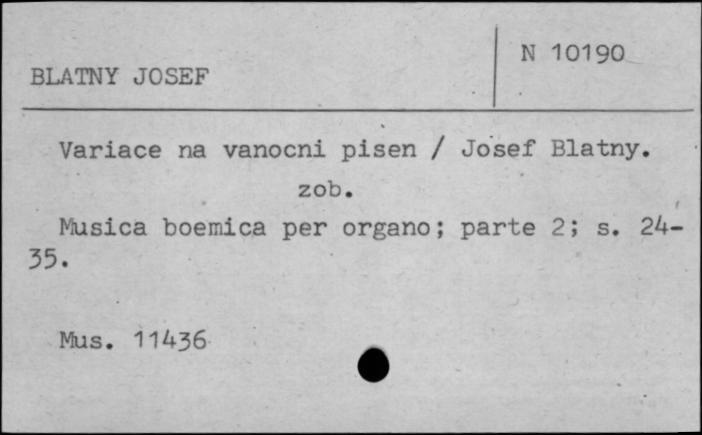 N 10190
BLATNY JOSEF
Variace na vanocni pisen / Josef Blatny.
zob.
Musica boemica per organo; parte 2; s. 24-
35.
Mus. 11436